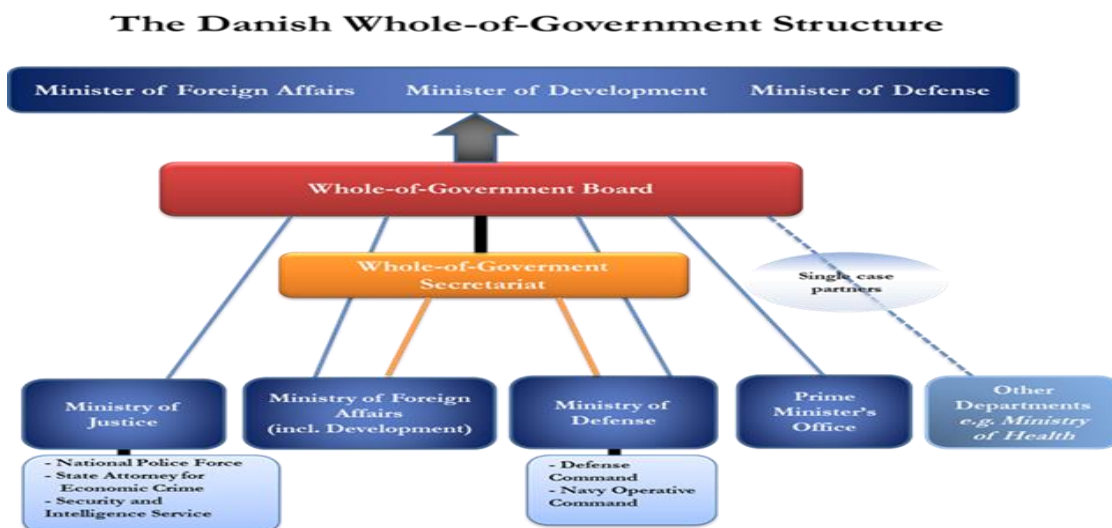 The Danish Whole-of-Government Structure
Minister of Foreign Affairs Minister of Development Minister of Defense
Whole-of-Government Board
Whole-of-Goverment
Secretariat
Single case
partners
Ministry of
Justice
Ministry of Foreign
Affairs
(incl. Development)
Ministry of
Defense
Prime
Minister's
Office
Other
Departments
e.g. Ministry
of Health
- National Police Force
- State Attorney for
Economic Crime
- Security and
Intelligence Service
- Defense
Command
- Navy Operative
Command